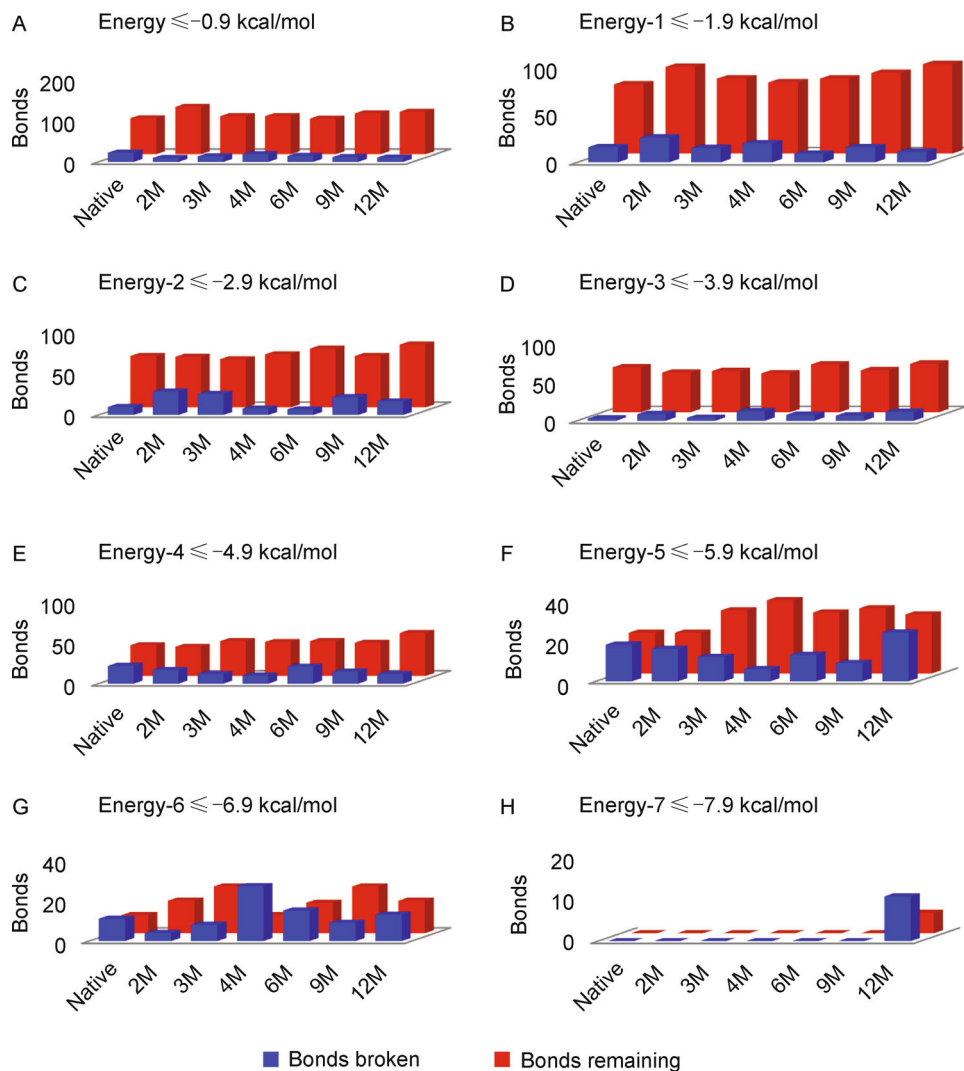 A Energy ≤ −0.9 kcal/mol
200
100
0
Bonds
Native 2M 3M 4M 6M 9M 12M
B Energy-1 ≤ −1.9 kcal/mol
100
50
0
Bonds
Native 2M 3M 4M 6M 9M 12M
C Energy-2 ≤ −2.9 kcal/mol
100
50
0
Bonds
Native 2M 3M 4M 6M 9M 12M
D Energy-3 ≤ −3.9 kcal/mol
100
50
0
Bonds
Native 2M 3M 4M 6M 9M 12M
E Energy-4 ≤ −4.9 kcal/mol
100
50
0
Bonds
Native 2M 3M 4M 6M 9M 12M
F Energy-5 ≤ −5.9 kcal/mol
40
20
0
Bonds
Native 2M 3M 4M 6M 9M 12M
G Energy-6 ≤ −6.9 kcal/mol
40
20
0
Bonds
Native 2M 3M 4M 6M 9M 12M
H Energy-7 ≤ −7.9 kcal/mol
20
10
0
Bonds
Native 2M 3M 4M 6M 9M 12M
Bonds broken Bonds remaining